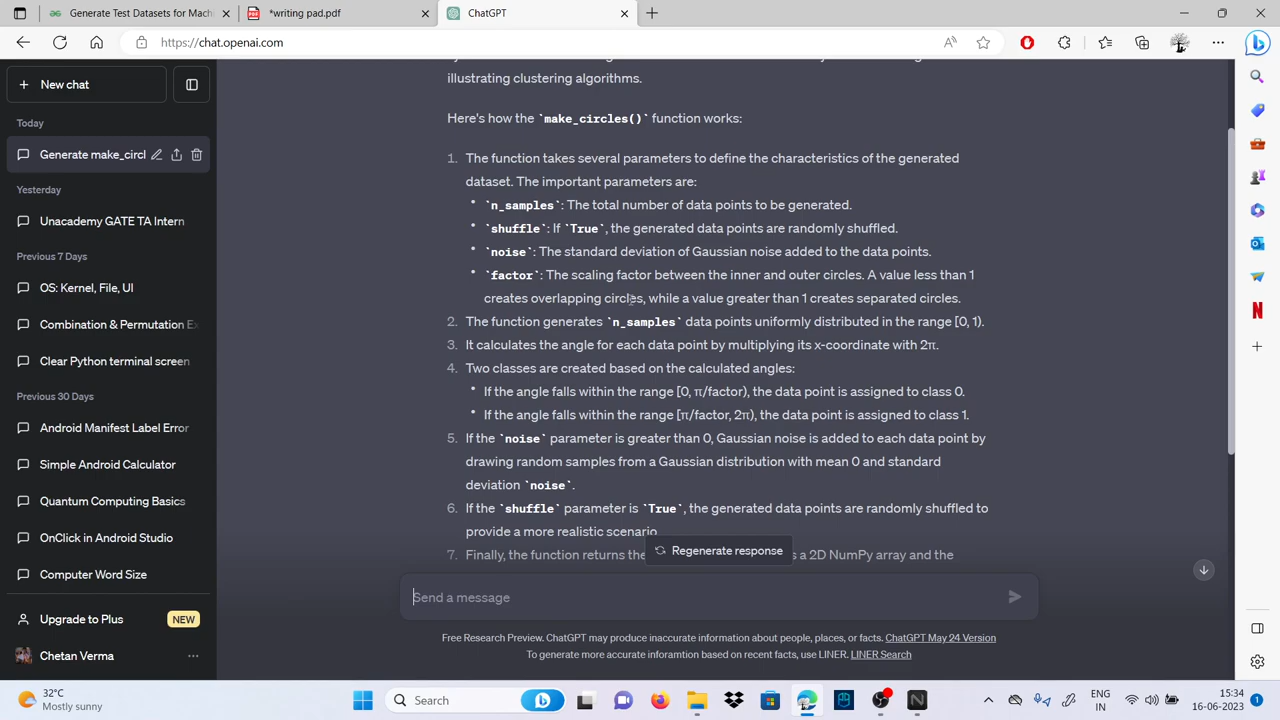 Generate Test Datasets for Mach
*writing pad.pdf
ChatGPT
https://chat.openai.com
New chat
Today
Generate make_circl
Yesterday
Unacademy GATE TA Intern
Previous 7 Days
OS: Kernel, File, UI
Combination & Permutation Ex
Clear Python terminal screen
Previous 30 Days
Android Manifest Label Error
Simple Android Calculator
Quantum Computing Basics
OnClick in Android Studio
Computer Word Size
Upgrade to Plus NEW
Chetan Verma
illustrating clustering algorithms.
Here's how the `make_circles()` function works:
1. The function takes several parameters to define the characteristics of the generated
dataset. The important parameters are:
• `n_samples`: The total number of data points to be generated.
• `shuffle`: If `True`, the generated data points are randomly shuffled.
• `noise`: The standard deviation of Gaussian noise added to the data points.
• `factor`: The scaling factor between the inner and outer circles. A value less than 1
creates overlapping circles, while a value greater than 1 creates separated circles.
2. The function generates `n_samples` data points uniformly distributed in the range [0, 1).
3. It calculates the angle for each data point by multiplying its x-coordinate with 2π.
4. Two classes are created based on the calculated angles:
• If the angle falls within the range [0, π/factor), the data point is assigned to class 0.
• If the angle falls within the range [π/factor, 2π), the data point is assigned to class 1.
5. If the `noise` parameter is greater than 0, Gaussian noise is added to each data point by
drawing random samples from a Gaussian distribution with mean 0 and standard
deviation `noise`.
6. If the `shuffle` parameter is `True`, the generated data points are randomly shuffled to
provide a more realistic scenario.
7. Finally, the function returns the s a 2D NumPy array and the
Regenerate response
Send a message
Free Research Preview. ChatGPT may produce inaccurate information about people, places, or facts. ChatGPT May 24 Version
To generate more accurate inforamtion based on recent facts, use LINER. LINER Search
32°C
Mostly sunny
Search
ENG
IN
15:34
16-06-2023
1